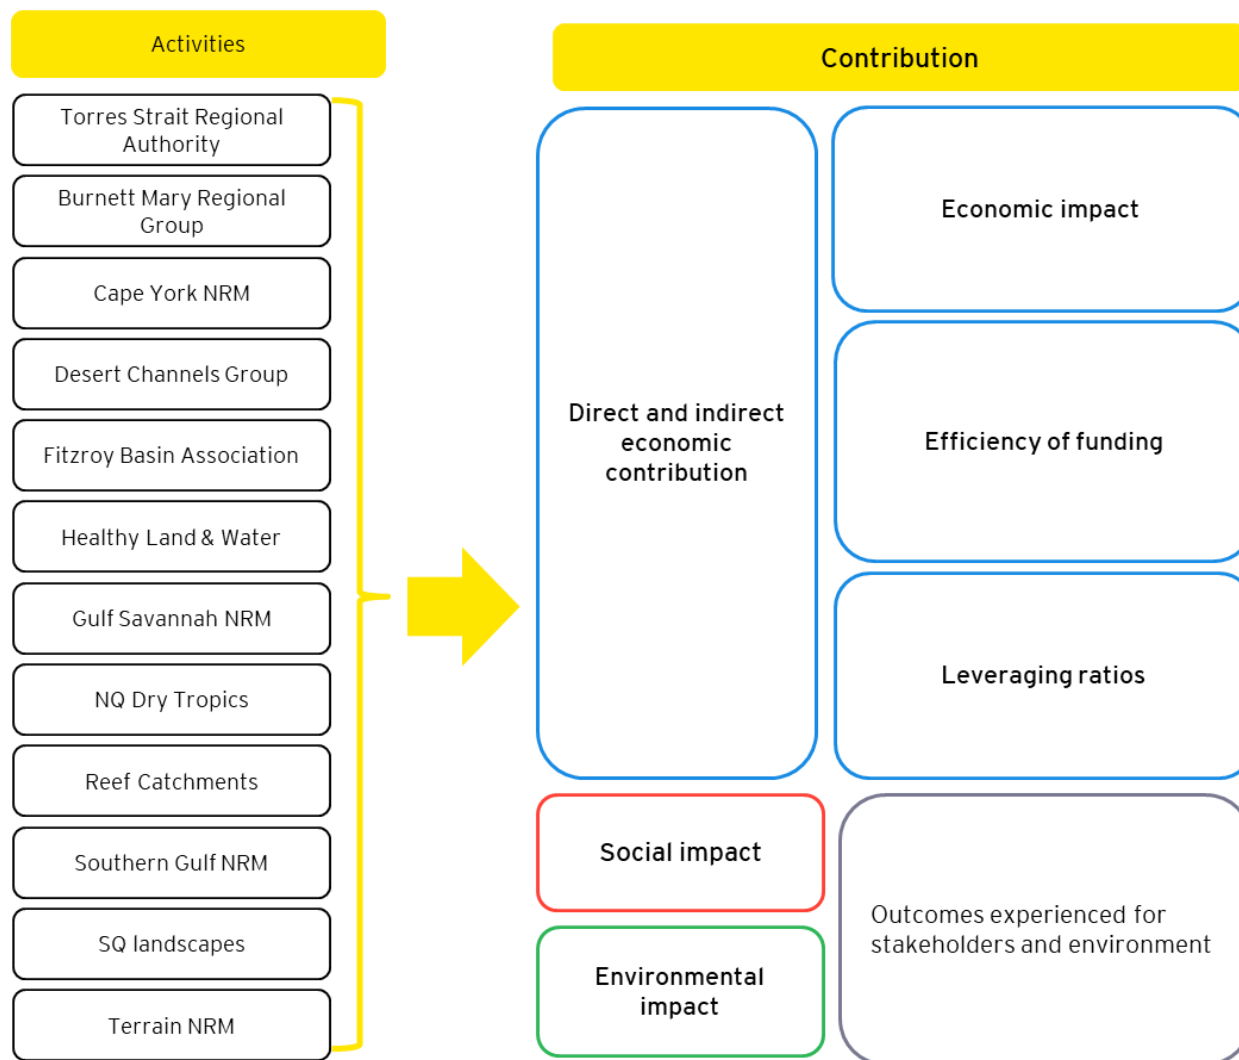 Activities
Torres Strait Regional
Authority
Burnett Mary Regional
Group
Cape York NRM
Desert Channels Group
Fitzroy Basin Association
Healthy Land & Water
Gulf Savannah NRM
NQ Dry Tropics
Reef Catchments
Southern Gulf NRM
SQ landscapes
Terrain NRM
Contribution
Direct and indirect
economic
contribution
Economic impact
Efficiency of funding
Leveraging ratios
Social impact
Environmental
impact
Outcomes experienced for
stakeholders and environment